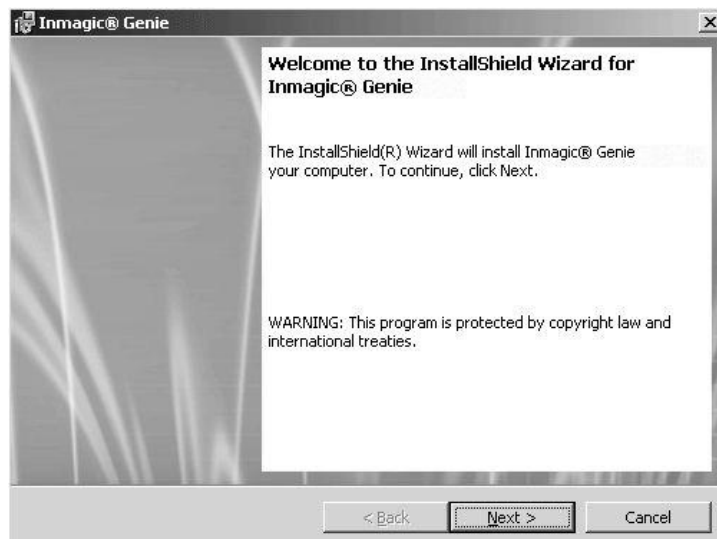 Inmagic® Genie
Welcome to the InstallShield Wizard for
Inmagic® Genie
The InstallShield(R) Wizard will install Inmagic® Genie
your computer. To continue, click Next.
WARNING: This program is protected by copyright law and
international treaties.
< Back
Next >
Cancel